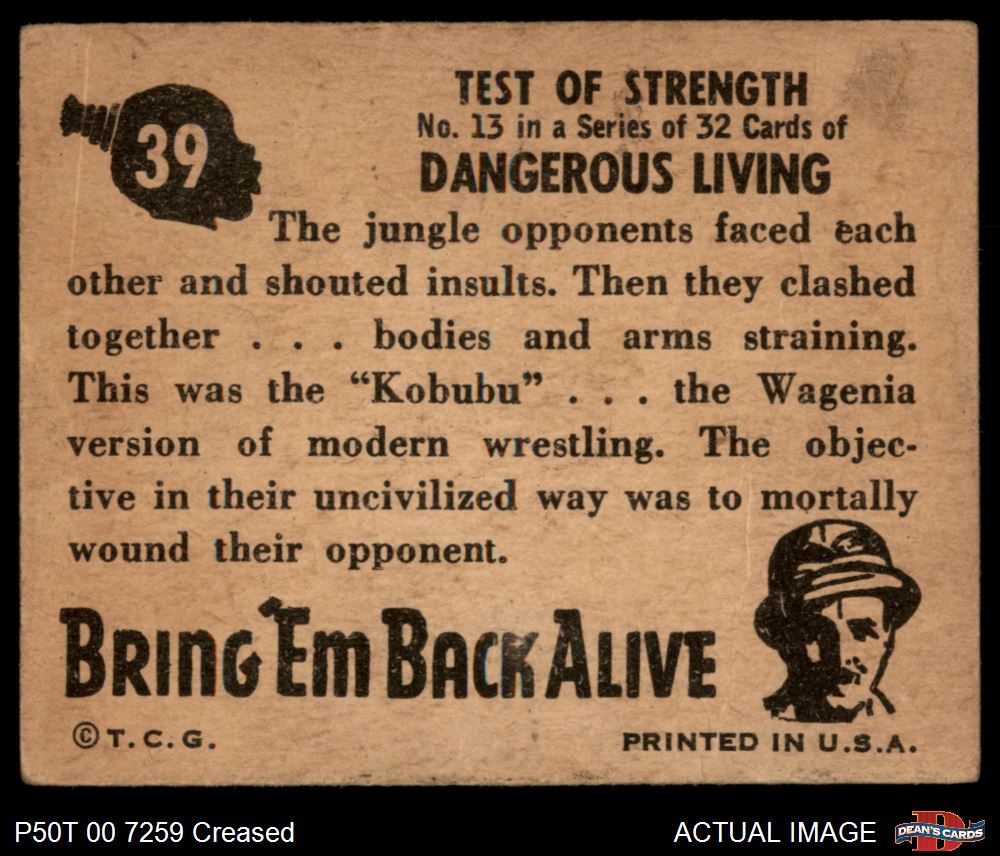 39
TEST OF STRENGTH
No. 13 in a Series of 32 Cards of
DANGEROUS LIVING
The jungle opponents faced each
other and shouted insults. Then they clashed
together . . . bodies and arms straining.
This was the “Kobubu” . . . the Wagenia
version of modern wrestling. The objec-
tive in their uncivilized way was to mortally
wound their opponent.
BRING 'EM BACK ALIVE
© T. C. G.
PRINTED IN U.S.A.
P50T 00 7259 Creased
ACTUAL IMAGE
D
DEAN'S CARDS